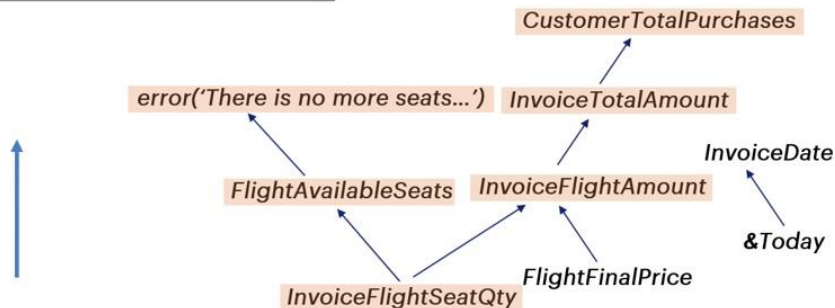 CustomerTotalPurchases
error('There is no more seats...')
InvoiceTotalAmount
InvoiceDate
FlightAvailableSeats
InvoiceFlightAmount
&Today
FlightFinalPrice
InvoiceFlightSeatQty